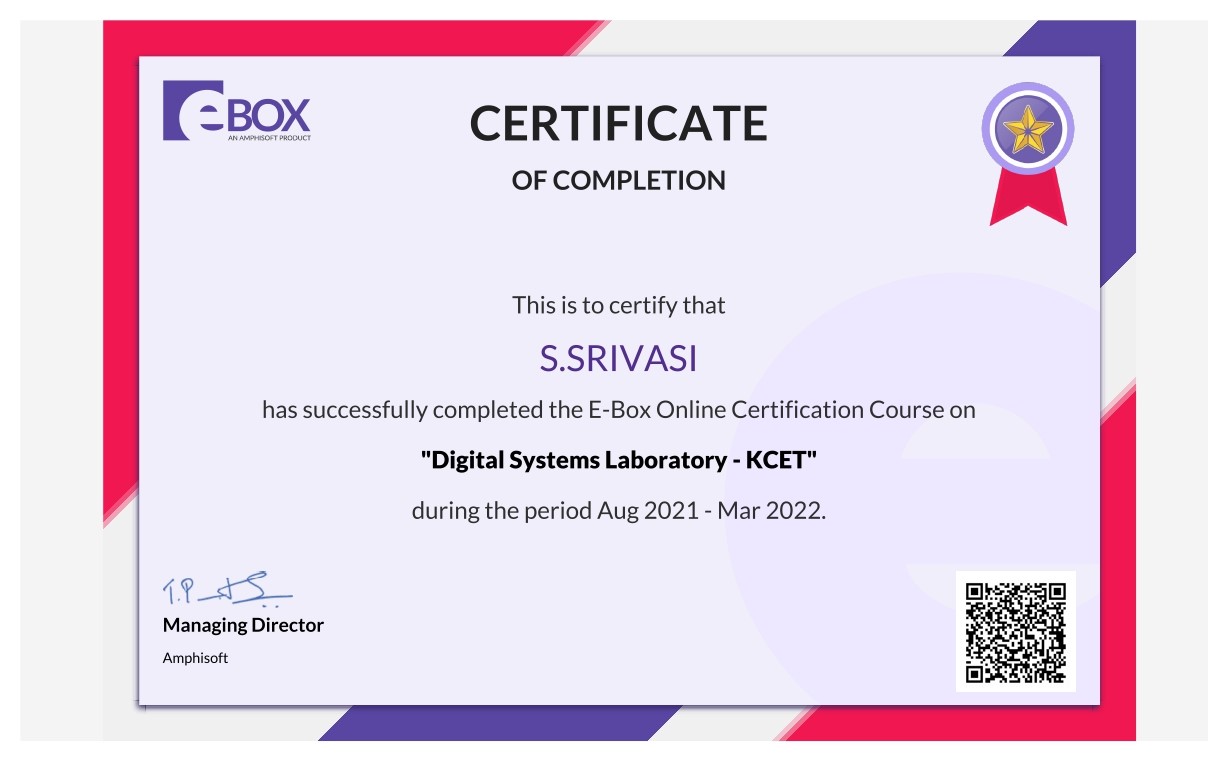 eBOX
AN AMPHISOFT PRODUCT
CERTIFICATE
OF COMPLETION
This is to certify that
S.SRIVASI
has successfully completed the E-Box Online Certification Course on
"Digital Systems Laboratory - KCET"
during the period Aug 2021 - Mar 2022.
T.P
Managing Director
Amphisoft